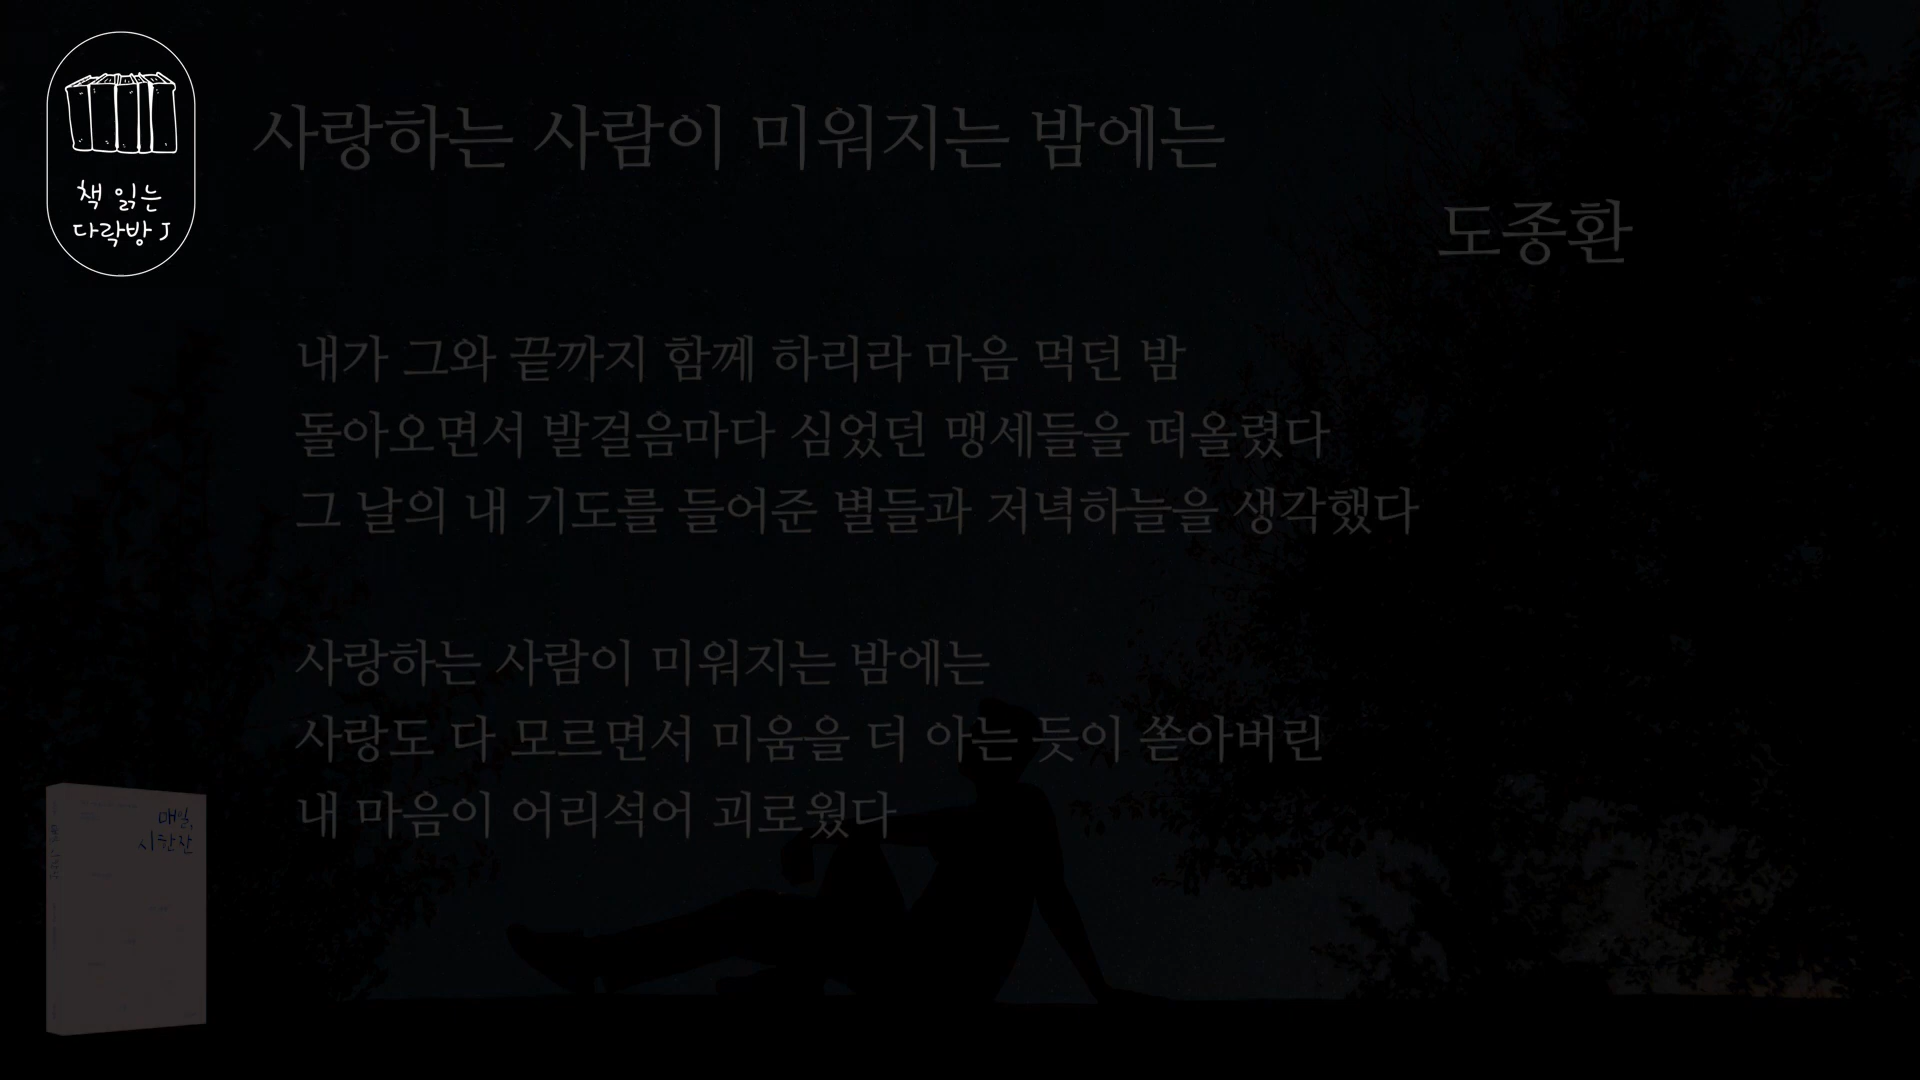 책 읽는
다락방 J
사랑하는 사람이 미워지는 밤에는
도종환
내가 그와 끝까지 함께 하리라 마음 먹던 밤
돌아오면서 발걸음마다 심었던 맹세들을 떠올렸다
그 날의 내 기도를 들어준 별들과 저녁하늘을 생각했다
사랑하는 사람이 미워지는 밤에는
사랑도 다 모르면서 미움을 더 아는 듯이 쏟아버린
내 마음이 어리석어 괴로웠다
매일,
시 한 잔